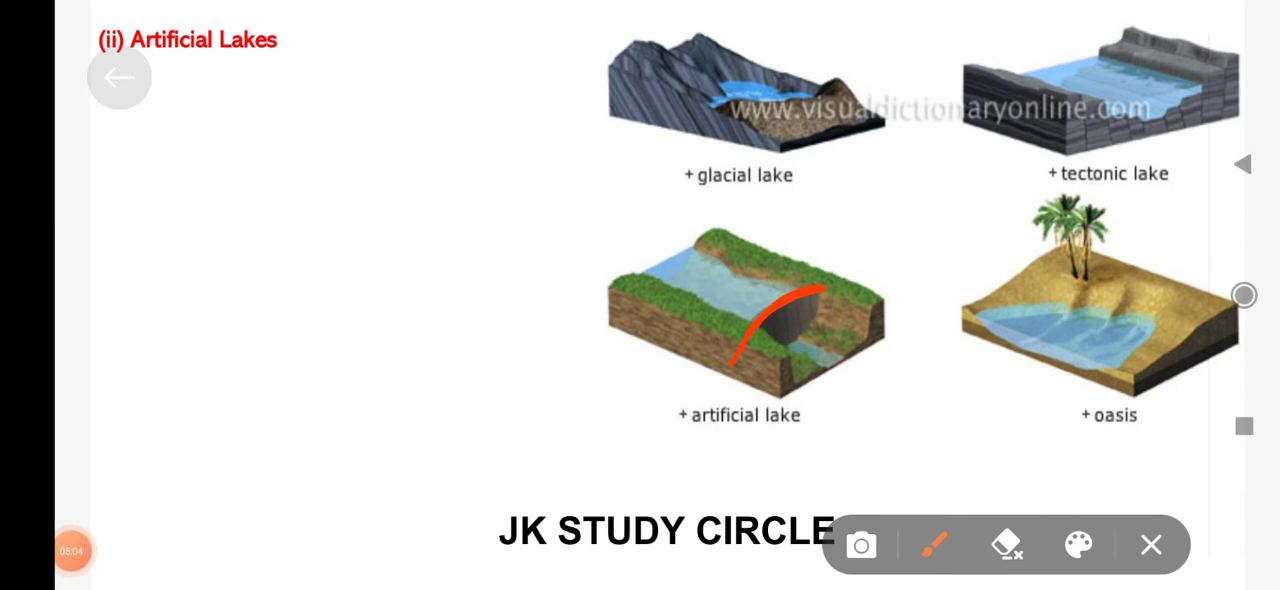 (ii) Artificial Lakes
www.visualdictionaryonline.com
+ glacial lake
+ tectonic lake
+ artificial lake
+ oasis
JK STUDY CIRCLE
05:04